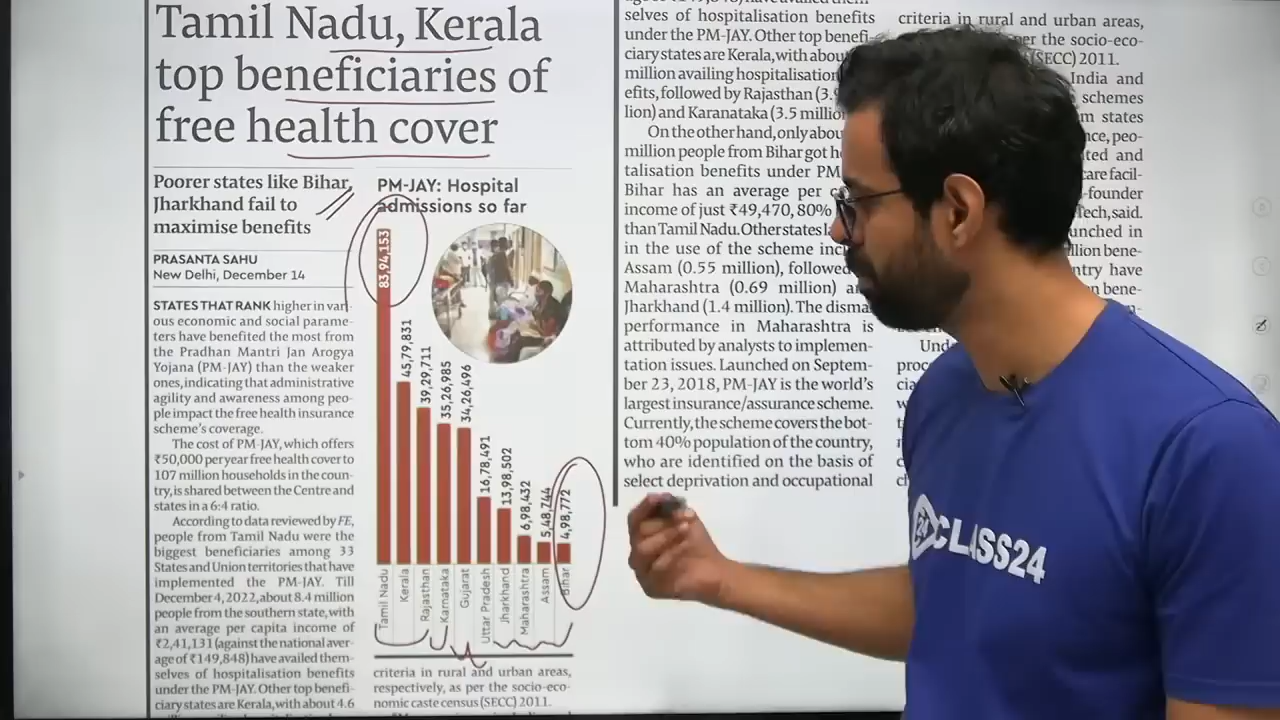 Tamil Nadu, Kerala
top beneficiaries of
free health cover
Poorer states like Bihar,
Jharkhand fail to
maximise benefits
PRASANTA SAHU
New Delhi, December 14
STATES THAT RANK higher in vari-
ous economic and social parame-
ters have benefited the most from
the Pradhan Mantri Jan Arogya
Yojana (PM-JAY) than the weaker
ones, indicating that administrative
agility and awareness among peo-
ple impact the free health insurance
scheme's coverage.
The cost of PM-JAY, which offers
₹50,000 per year free health cover to
107 million households in the coun-
try, is shared between the Centre and
states in a 6:4 ratio.
According to data reviewed by FE,
people from Tamil Nadu were the
biggest beneficiaries among 33
States and Union territories that have
implemented the PM-JAY. Till
December 4, 2022, about 8.4 million
people from the southern state, with
an average per capita income of
₹2,41,131 (against the national aver-
age of ₹149,848) have availed them-
selves of hospitalisation benefits
under the PM-JAY. Other top benefi-
ciary states are Kerala, with about 4.6
PM-JAY: Hospital
admissions so far
83,94,153
45,79,831
39,29,711
35,26,985
34,26,496
16,78,491
13,98,502
6,98,432
5,48,744
4,98,772
Tamil Nadu
Kerala
Rajasthan
Karnataka
Gujarat
Uttar Pradesh
Jharkhand
Maharashtra
Assam
Bihar
criteria in rural and urban areas,
respectively, as per the socio-eco-
nomic caste census (SECC) 2011.
selves of hospitalisation benefits
under the PM-JAY. Other top benefi-
ciary states are Kerala, with abou
million availing hospitalisation
efits, followed by Rajasthan (3.9
lion) and Karanataka (3.5 millio
On the other hand, only abou
million people from Bihar got ho
talisation benefits under PM
Bihar has an average per c
income of just ₹49,470, 80%
than Tamil Nadu. Other states la
in the use of the scheme incl
Assam (0.55 million), followed
Maharashtra (0.69 million) a
Jharkhand (1.4 million). The disma
performance in Maharashtra is
attributed by analysts to implemen-
tation issues. Launched on Septem-
ber 23, 2018, PM-JAY is the world's
largest insurance/assurance scheme.
Currently, the scheme covers the bot-
tom 40% population of the country,
who are identified on the basis of
select deprivation and occupational
criteria in rural and urban areas,
per the socio-eco-
(SECC) 2011.
India and
schemes
m states
nce, peo-
ted and
care facil-
-founder
Tech, said.
unched in
llion bene-
ntry have
n bene-
Und
proc
24
CLASS24